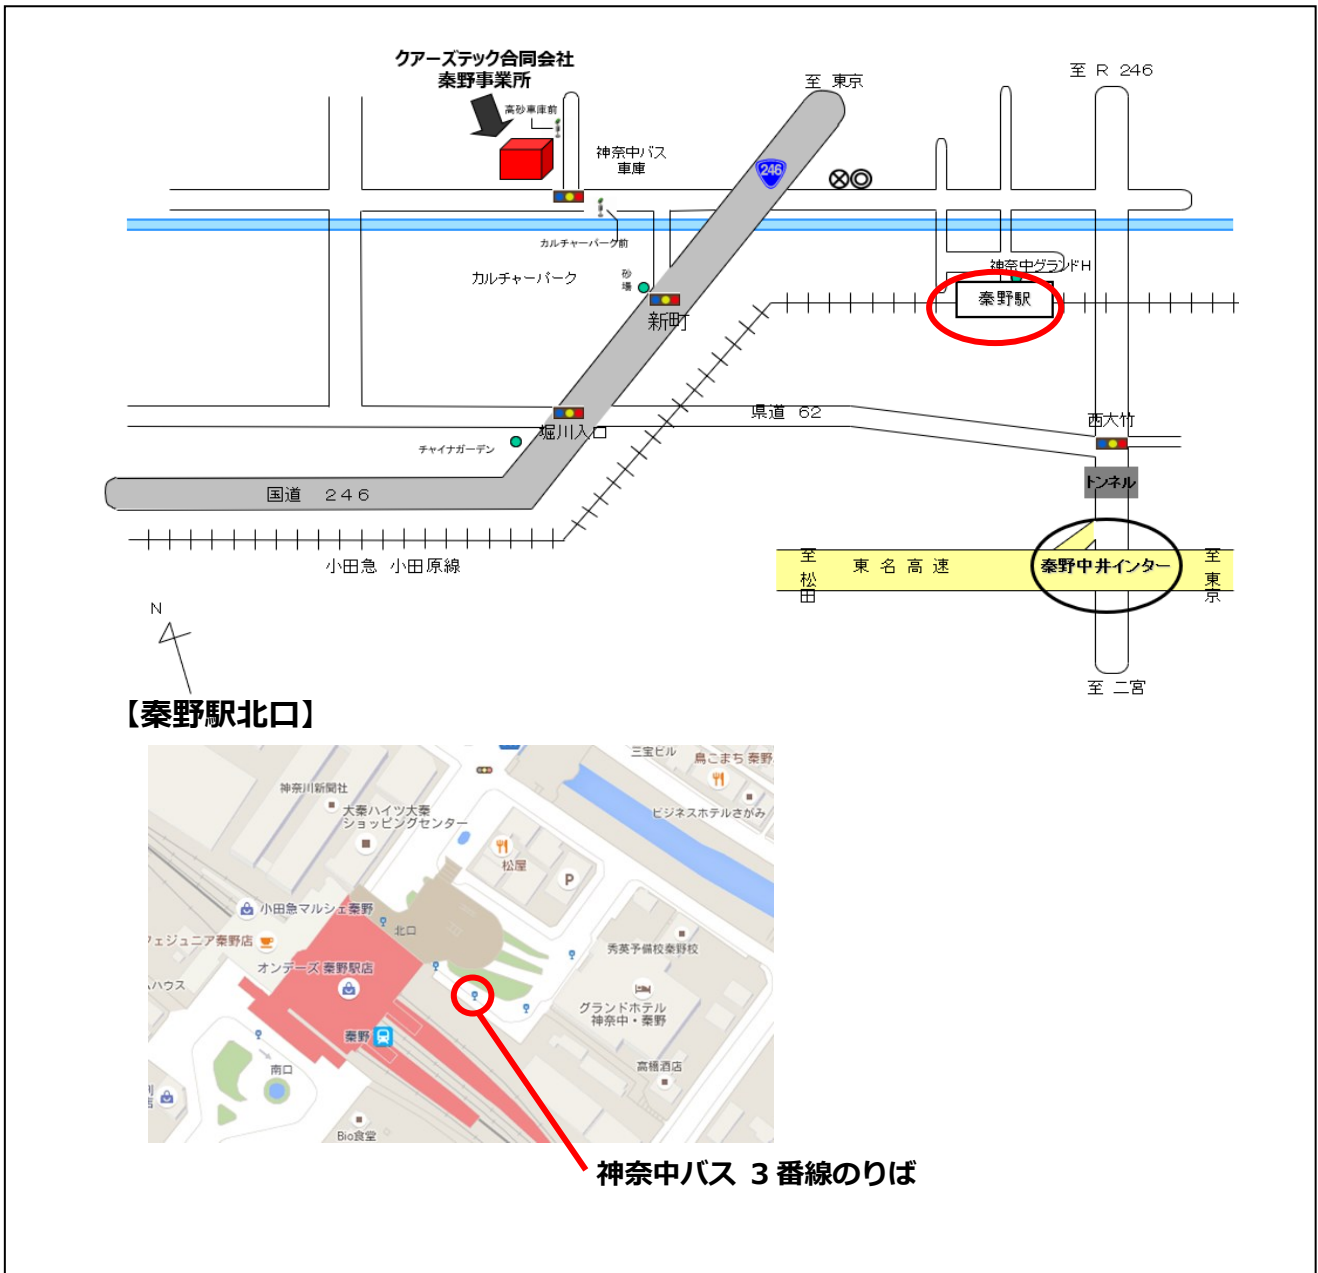 クアーズテック合同会社
秦野事業所
至 東京
至 R 246
高砂車庫前
神奈中バス
車庫
246
カルチャーパーク前
カルチャーパーク
砂場
神奈中グランドH
秦野駅
新町
県道 62
西大竹
堀川入口
チャイナガーデン
トンネル
国道 246
小田急 小田原線
至 松田
東名高速
秦野中井インター
至 東京
N
至 二宮
【秦野駅北口】
三宝ビル
鳥こまち 秦野
神奈川新聞社
大秦ハイツ大秦
ショッピングセンター
ビジネスホテルさがみ
松屋
P
小田急マルシェ秦野
北口
フェジュニア秦野店
秀英予備校秦野校
オンデーズ 秦野駅店
ハウス
グランドホテル
神奈中・秦野
秦野
高橋酒店
南口
Bio食堂
神奈中バス 3番線のりば